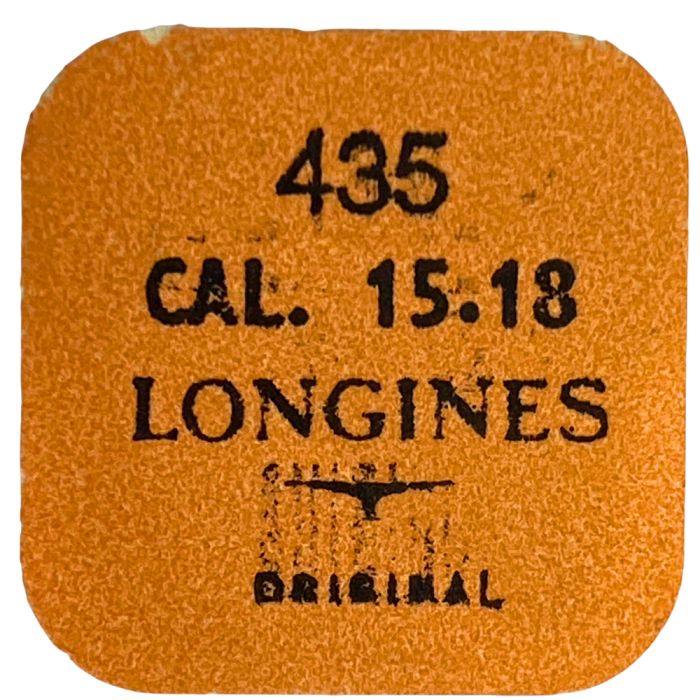 435
CAL. 15.18
LONGINES
ORIGINAL